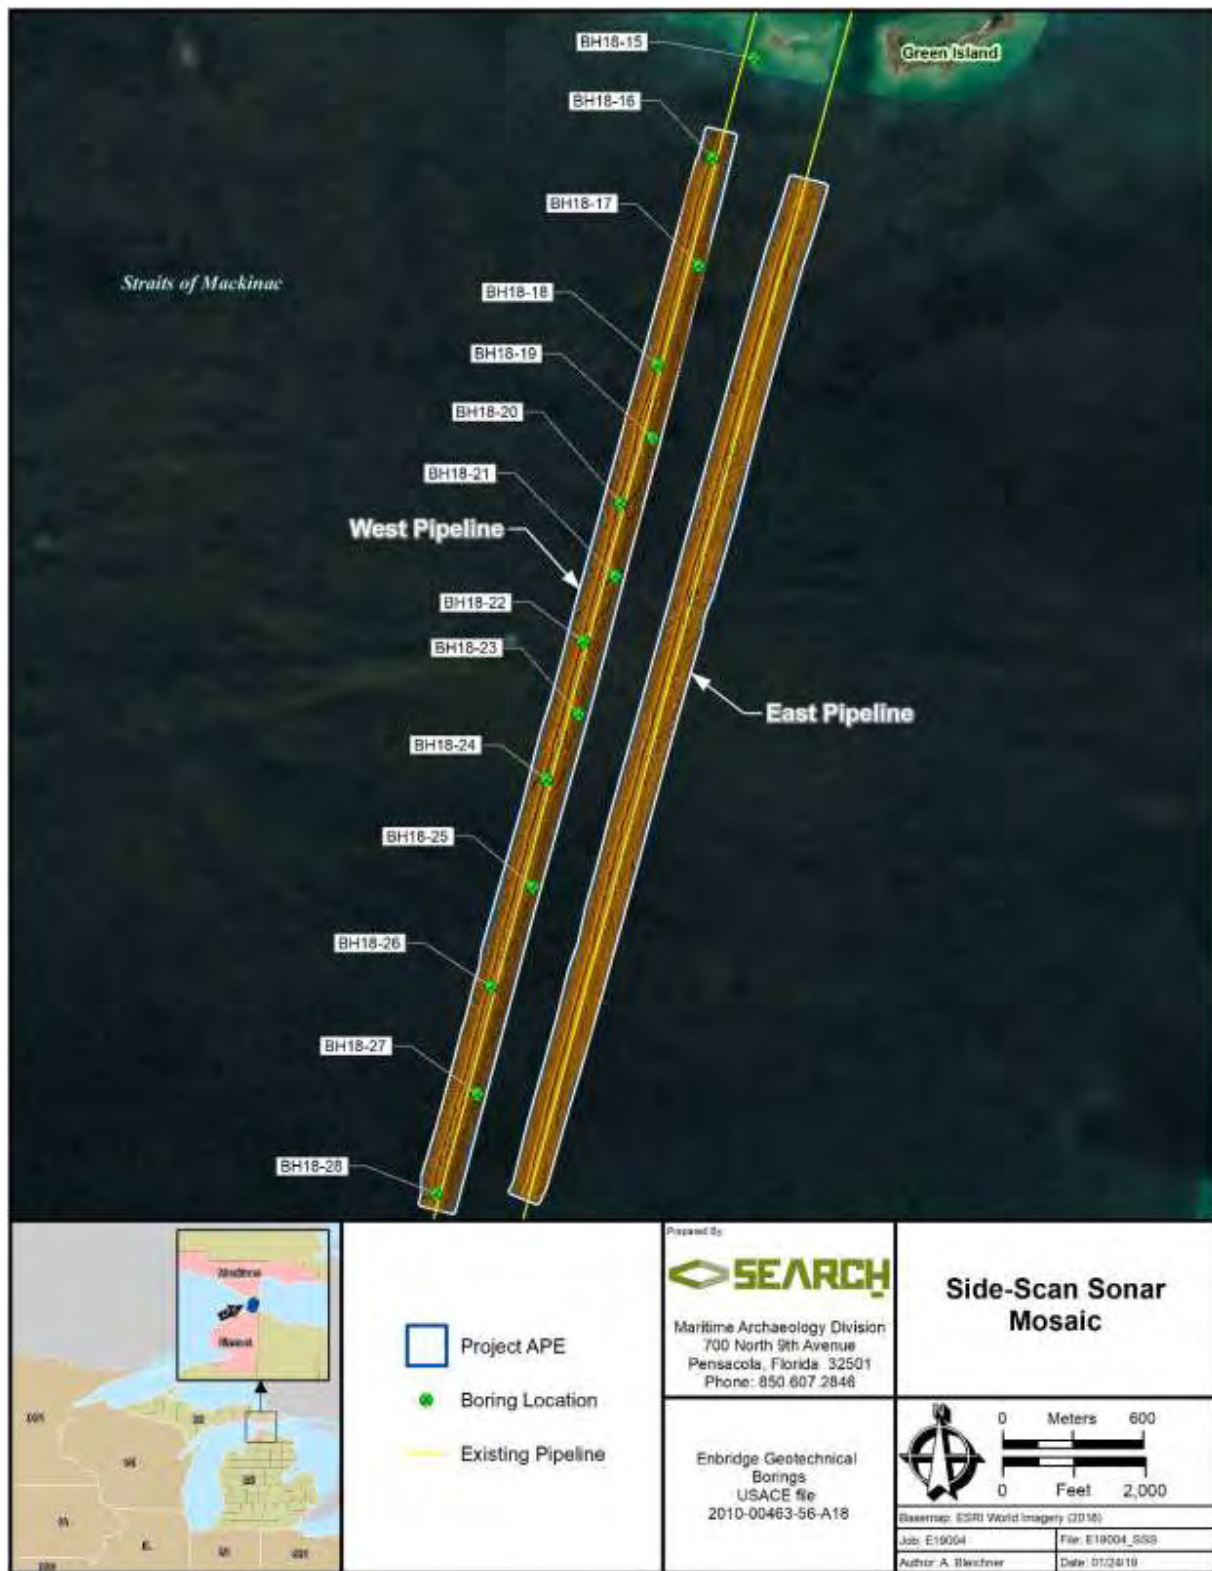 BH18-15
Green Island
BH18-16
BH18-17
Straits of Mackinac
BH18-18
BH18-19
BH18-20
BH18-21
West Pipeline
BH18-22
BH18-23
East Pipeline
BH18-24
BH18-25
BH18-26
BH18-27
BH18-28
Project APE
Boring Location
Existing Pipeline
Prepared By:
SEARCH
Maritime Archaeology Division
700 North 9th Avenue
Pensacola, Florida 32501
Phone: 850.607.2846
Enbridge Geotechnical
Borings
USACE file
2010-00463-56-A18
Side-Scan Sonar
Mosaic
N
0 Meters 600
0 Feet 2,000
Basemap: ESRI World Imagery (2018)
Job: E19004
File: E19004_SSS
Author: A. Bleichner
Date: 01/24/19